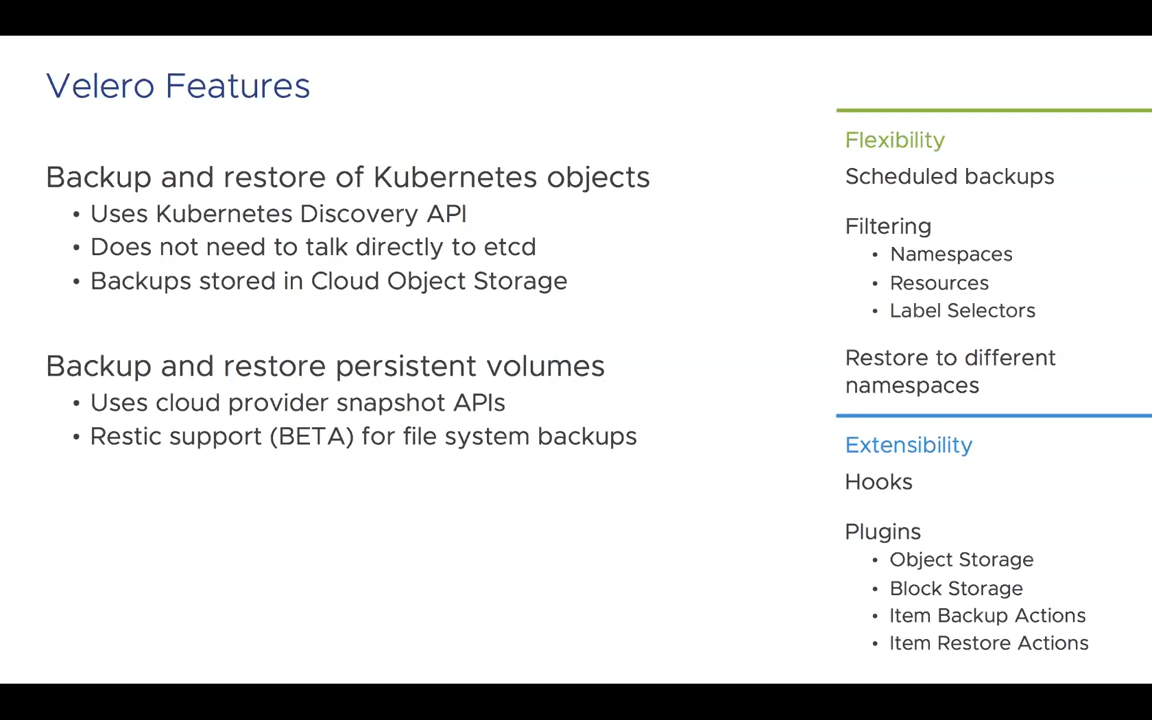 Velero Features
Backup and restore of Kubernetes objects
• Uses Kubernetes Discovery API
• Does not need to talk directly to etcd
• Backups stored in Cloud Object Storage
Backup and restore persistent volumes
• Uses cloud provider snapshot APIs
• Restic support (BETA) for file system backups
Flexibility
Scheduled backups
Filtering
• Namespaces
• Resources
• Label Selectors
Restore to different
namespaces
Extensibility
Hooks
Plugins
• Object Storage
• Block Storage
• Item Backup Actions
• Item Restore Actions